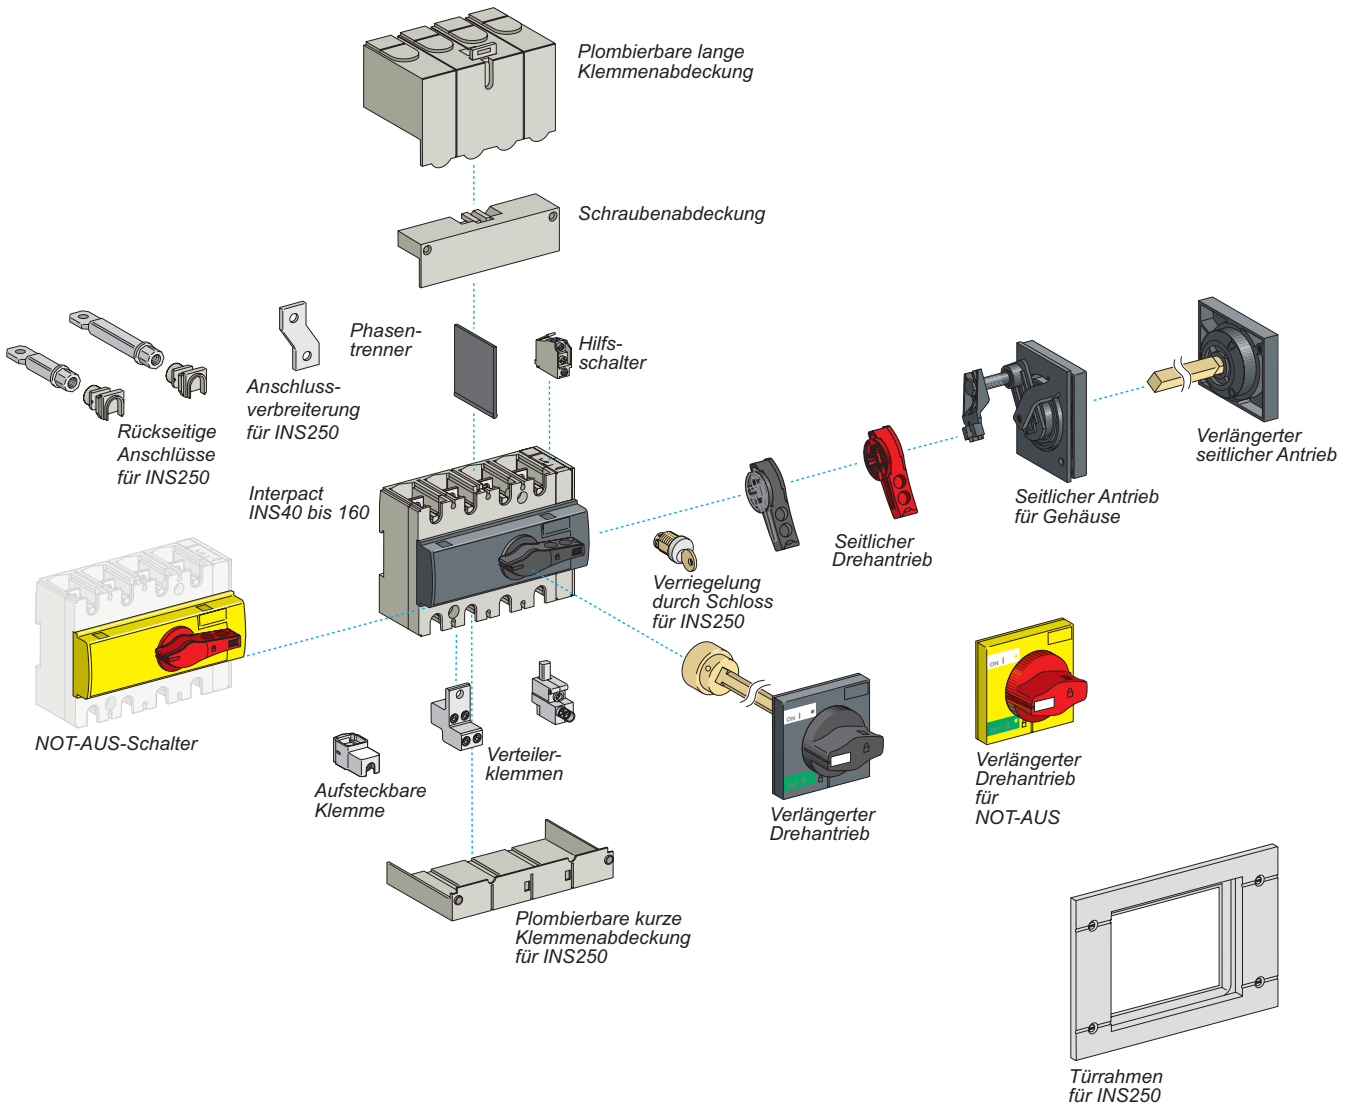 Plombierbare lange
Klemmenabdeckung
Schraubenabdeckung
Phasen-
trenner
Hilfs-
schalter
Anschluss-
verbreiterung
für INS250
Rückseitige
Anschlüsse
für INS250
Interpact
INS40 bis 160
Verlängerter
seitlicher Antrieb
Seitlicher Antrieb
für Gehäuse
Seitlicher
Drehantrieb
Verriegelung
durch Schloss
für INS250
NOT-AUS-Schalter
Aufsteckbare
Klemme
Verteiler-
klemmen
ON I
Verlängerter
Drehantrieb
ON I
Verlängerter
Drehantrieb
für
NOT-AUS
Plombierbare kurze
Klemmenabdeckung
für INS250
Türrahmen
für INS250